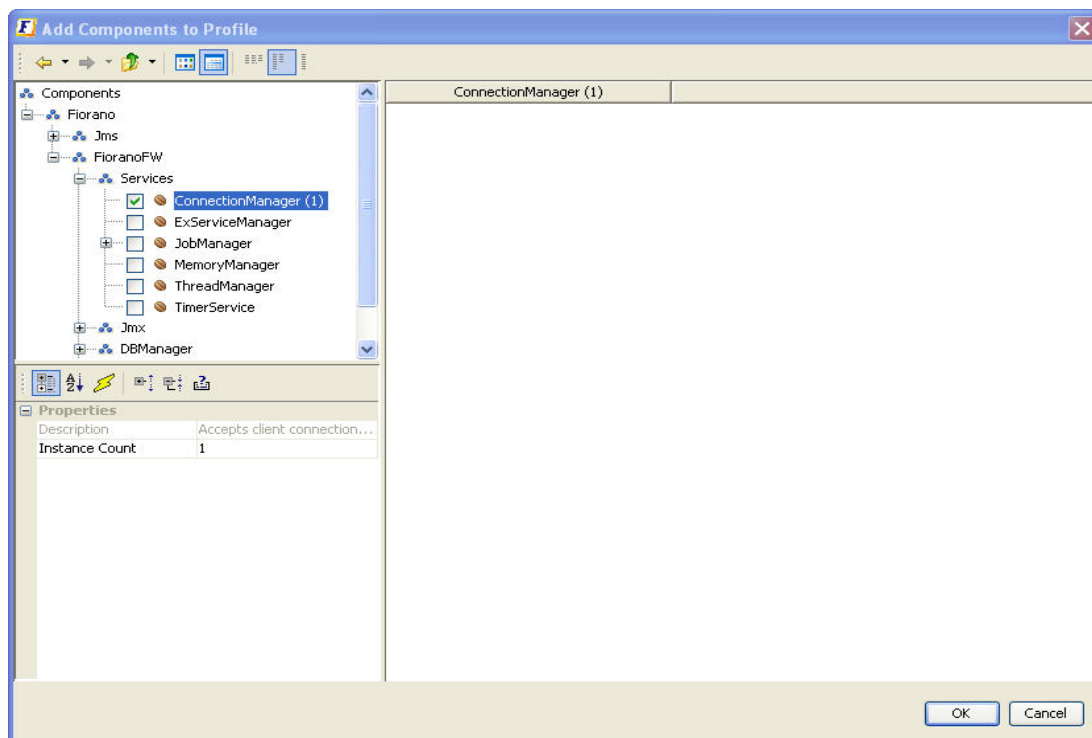 Add Components to Profile
Components
Fiorano
Jms
FioranoFW
Services
ConnectionManager (1)
ExServiceManager
JobManager
MemoryManager
ThreadManager
TimerService
Jmx
DBManager
ConnectionManager (1)
Properties
Description Accepts client connection...
Instance Count 1
OK Cancel